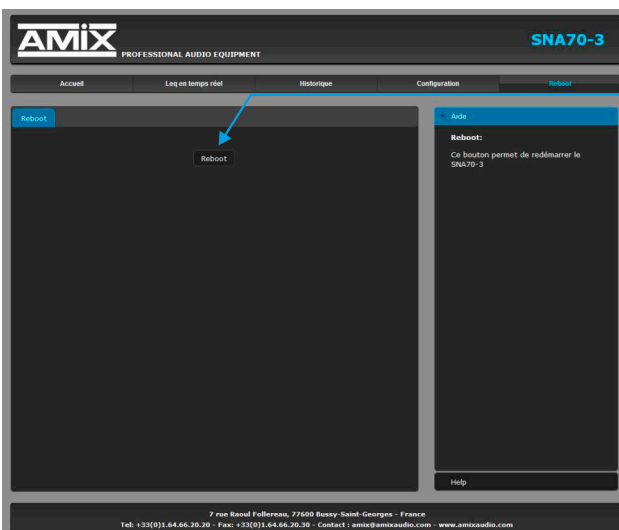 AMiX
PROFESSIONAL AUDIO EQUIPMENT
SNA70-3
Accueil
Leq en temps réel
Historique
Configuration
Reboot
Reboot
Reboot
Aide
Reboot:
Ce bouton permet de redémarrer le
SNA70-3
Help
7 rue Raoul Follereau, 77600 Bussy-Saint-Georges - France
Tel: +33(0)1.64.66.20.20 - Fax: +33(0)1.64.66.20.30 - Contact : amix@amixaudio.com - www.amixaudio.com